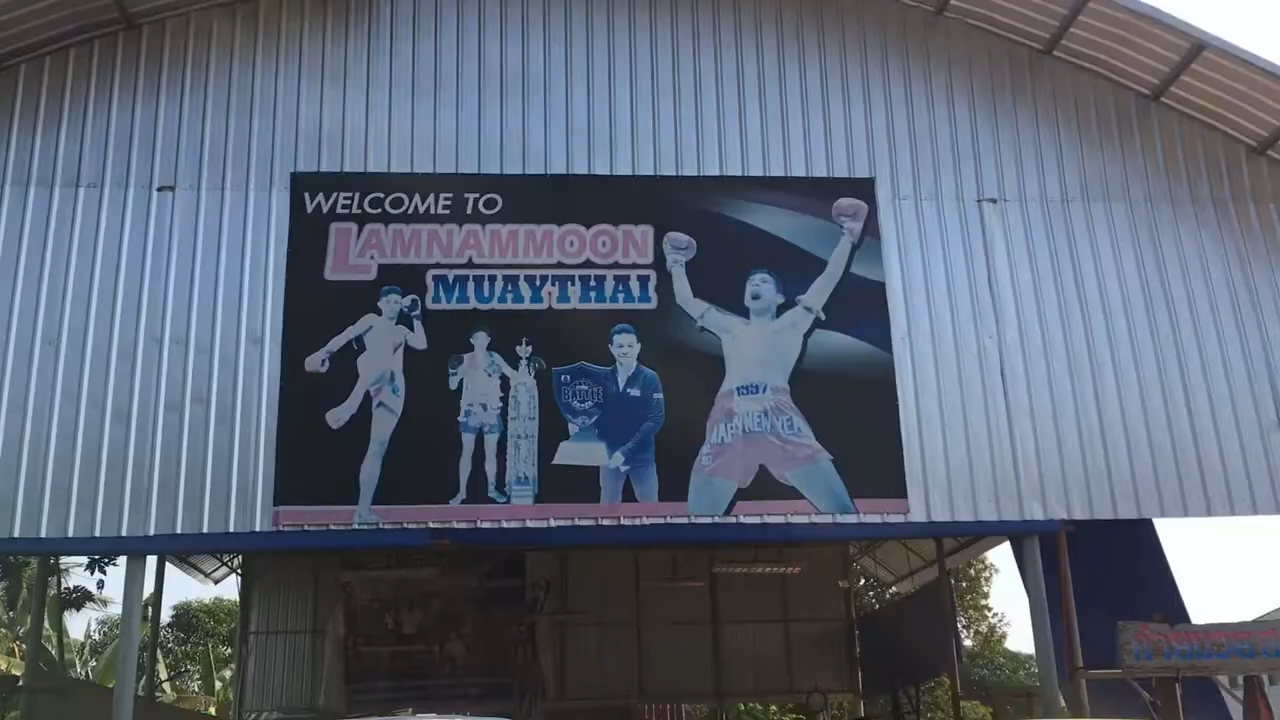 WELCOME TO
LAMNAMMOON
MUAYTHAI
BATTLE
1997
HAPPY NEW YEAR